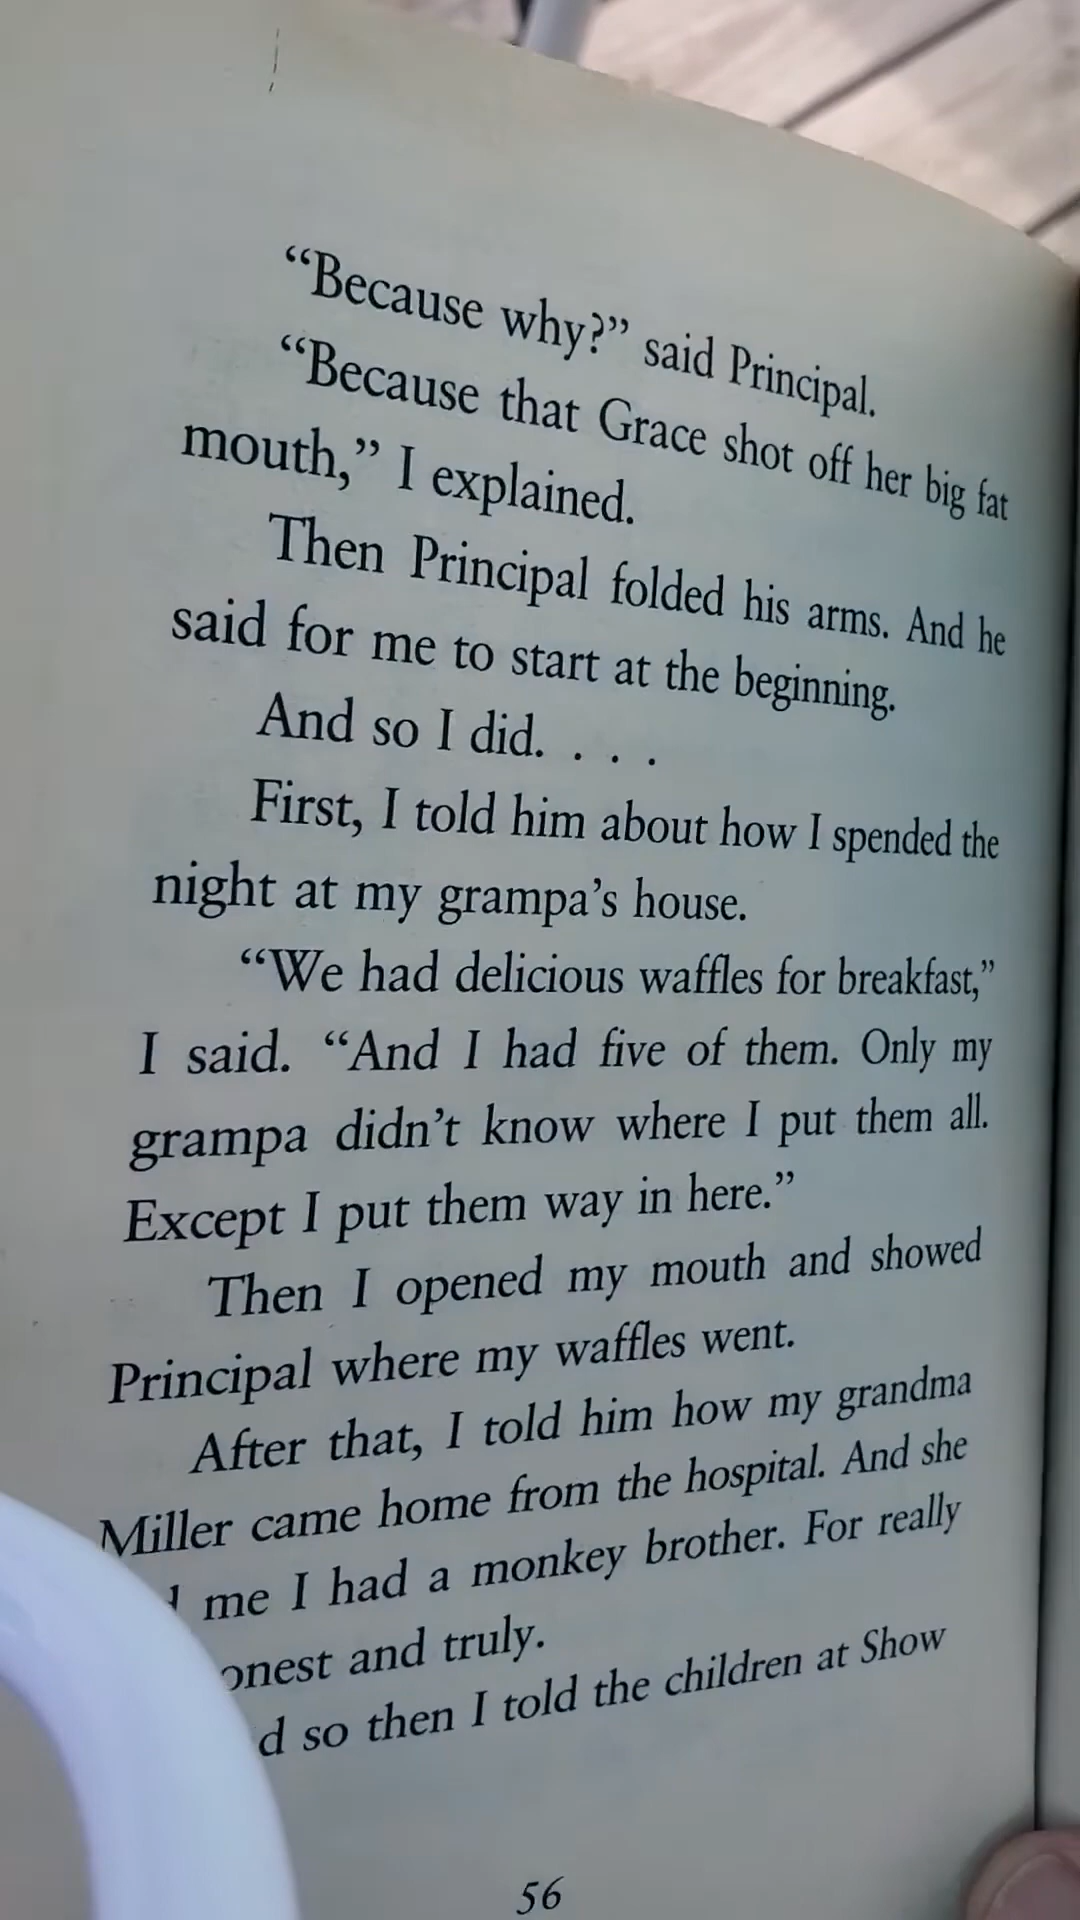 “Because why?” said Principal.
“Because that Grace shot off her big fat
mouth,” I explained.
Then Principal folded his arms. And he
said for me to start at the beginning.
And so I did. . . .
First, I told him about how I spended the
night at my grampa’s house.
“We had delicious waffles for breakfast,”
I said. “And I had five of them. Only my
grampa didn’t know where I put them all.
Except I put them way in here.”
Then I opened my mouth and showed
Principal where my waffles went.
After that, I told him how my grandma
Miller came home from the hospital. And she
me I had a monkey brother. For really
and truly.
so then I told the children at Show
56